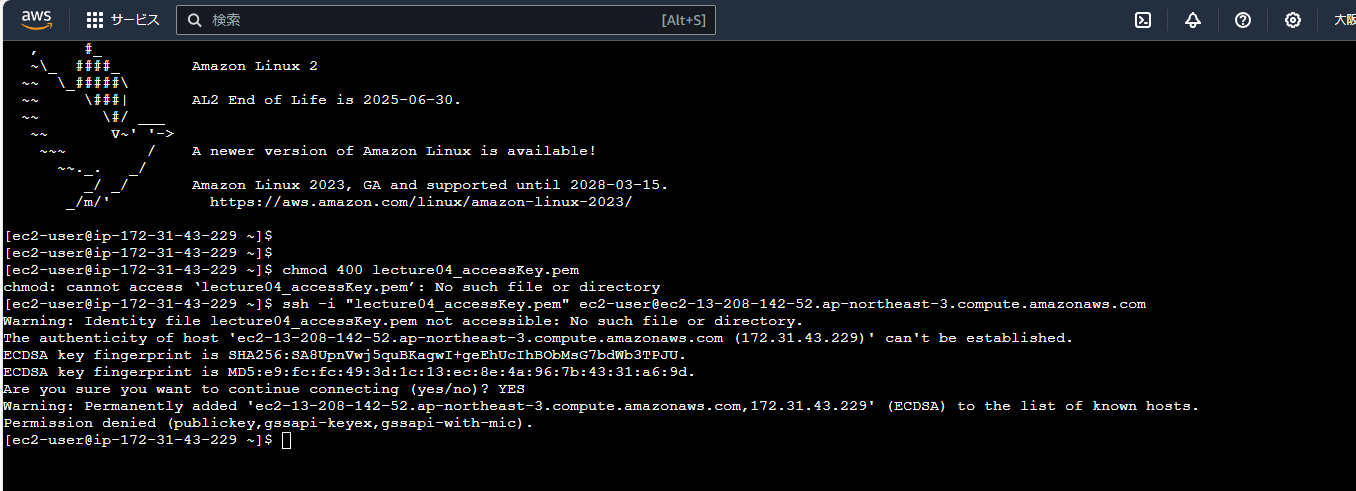 aws サービス 検索 [Alt+S] 大阪
,     #_
~\_  ####_        Amazon Linux 2
~~  \_#####\
~~     \###|       AL2 End of Life is 2025-06-30.
~~       \#/ ___
~~       V~' '->
~~~         /    A newer version of Amazon Linux is available!
~~._.   _/
_/ _/       Amazon Linux 2023, GA and supported until 2028-03-15.
_/m/'           https://aws.amazon.com/linux/amazon-linux-2023/
[ec2-user@ip-172-31-43-229 ~]$
[ec2-user@ip-172-31-43-229 ~]$
[ec2-user@ip-172-31-43-229 ~]$ chmod 400 lecture04_accessKey.pem
chmod: cannot access ‘lecture04_accessKey.pem’: No such file or directory
[ec2-user@ip-172-31-43-229 ~]$ ssh -i "lecture04_accessKey.pem" ec2-user@ec2-13-208-142-52.ap-northeast-3.compute.amazonaws.com
Warning: Identity file lecture04_accessKey.pem not accessible: No such file or directory.
The authenticity of host 'ec2-13-208-142-52.ap-northeast-3.compute.amazonaws.com (172.31.43.229)' can't be established.
ECDSA key fingerprint is SHA256:SA8UpnVwj5quBKagwI+geEhUcIhBObMsG7bdWb3TPJU.
ECDSA key fingerprint is MD5:e9:fc:fc:49:3d:1c:13:ec:8e:4a:96:7b:43:31:a6:9d.
Are you sure you want to continue connecting (yes/no)? YES
Warning: Permanently added 'ec2-13-208-142-52.ap-northeast-3.compute.amazonaws.com,172.31.43.229' (ECDSA) to the list of known hosts.
Permission denied (publickey,gssapi-keyex,gssapi-with-mic).
[ec2-user@ip-172-31-43-229 ~]$